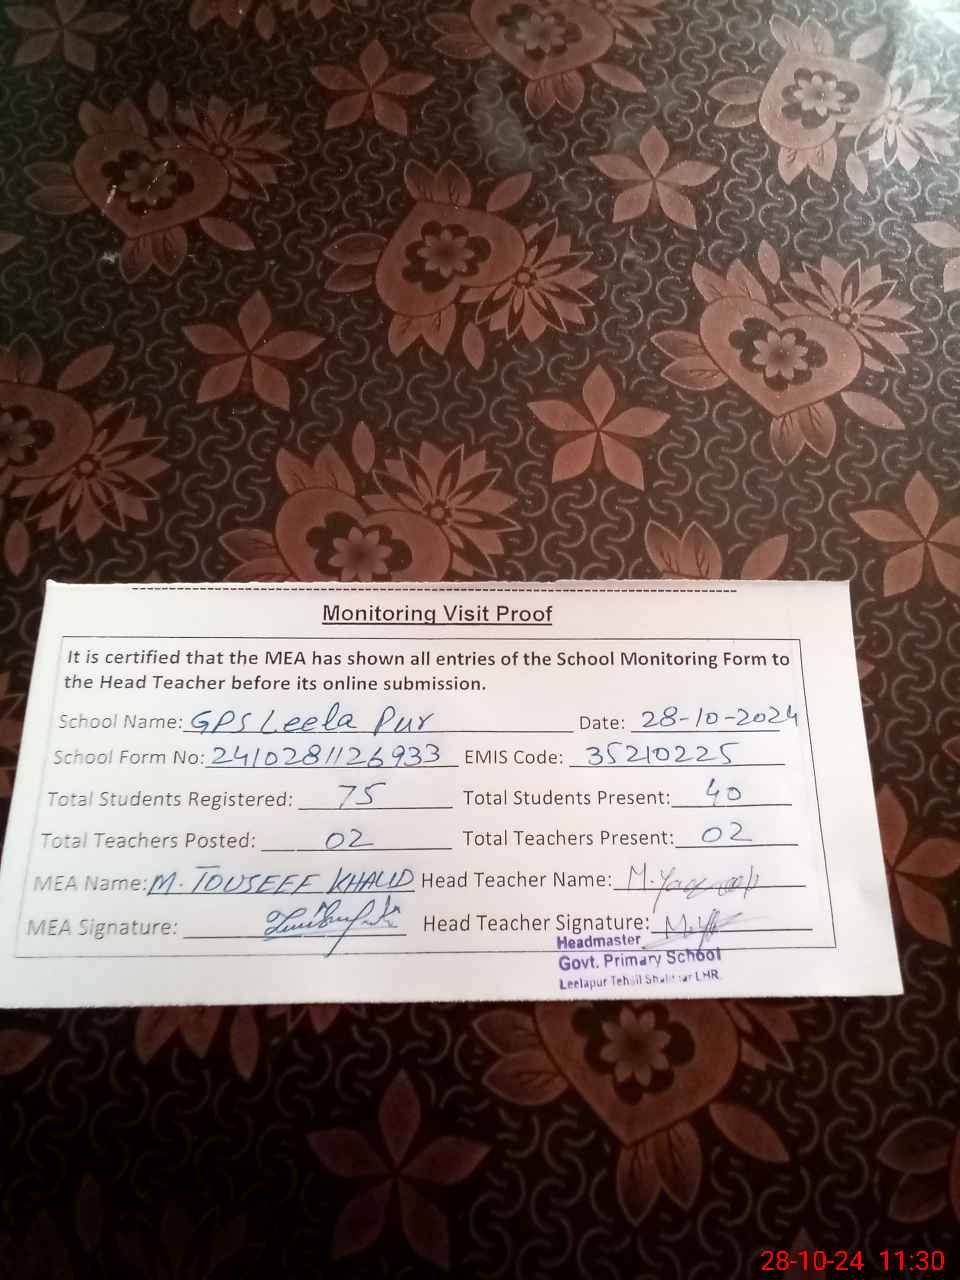 Monitoring Visit Proof
It is certified that the MEA has shown all entries of the School Monitoring Form to
the Head Teacher before its online submission.
School Name: GPS Leela Pur Date: 28-10-2024
School Form No: 2410281126933 EMIS Code: 35210225
Total Students Registered: 75 Total Students Present: 40
Total Teachers Posted: 02 Total Teachers Present: 02
MEA Name: M. TOUSEEF KHALID Head Teacher Name: M. Yaqoob
MEA Signature: Head Teacher Signature:
Headmaster
Govt. Primary School
Leelapur Tehsil Shalimar LHR.
28-10-24 11:30